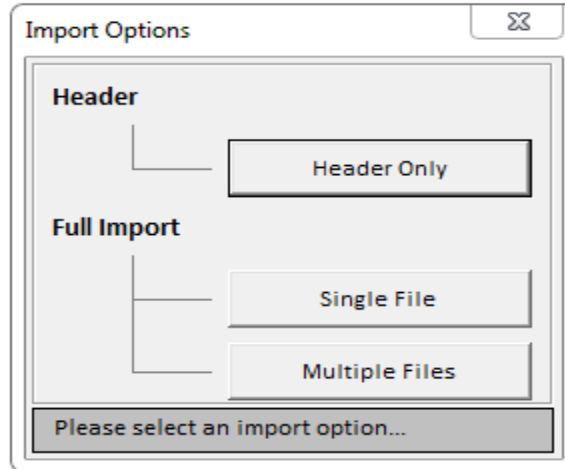 Import Options
Header
Header Only
Full Import
Single File
Multiple Files
Please select an import option...